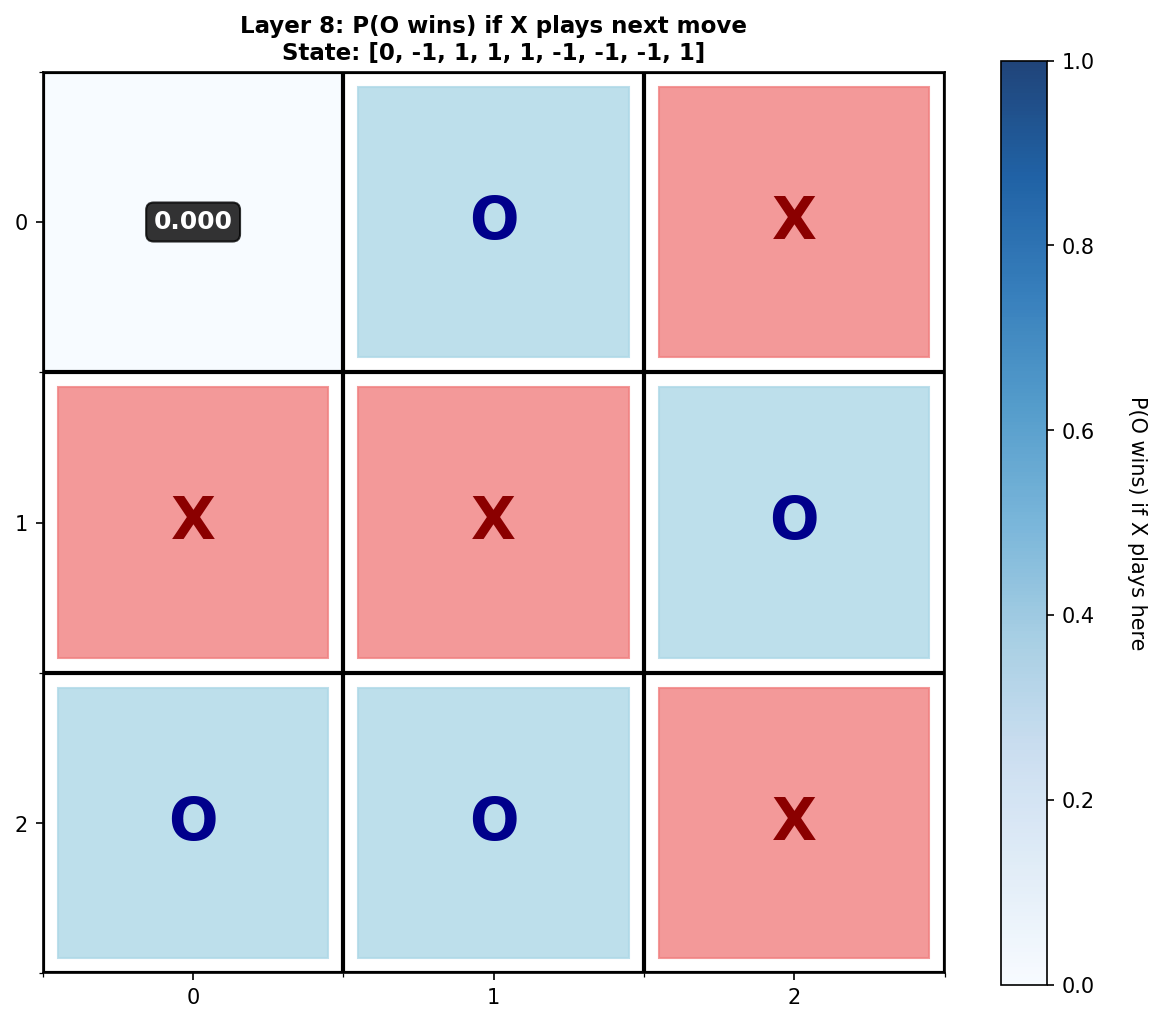 Layer 8: P(O wins) if X plays next move
State: [0, -1, 1, 1, 1, -1, -1, -1, 1]
0.000 O X
X X O
O O X
0
1
2
0 1 2
1.0
0.8
0.6
0.4
0.2
0.0
P(O wins) if X plays here